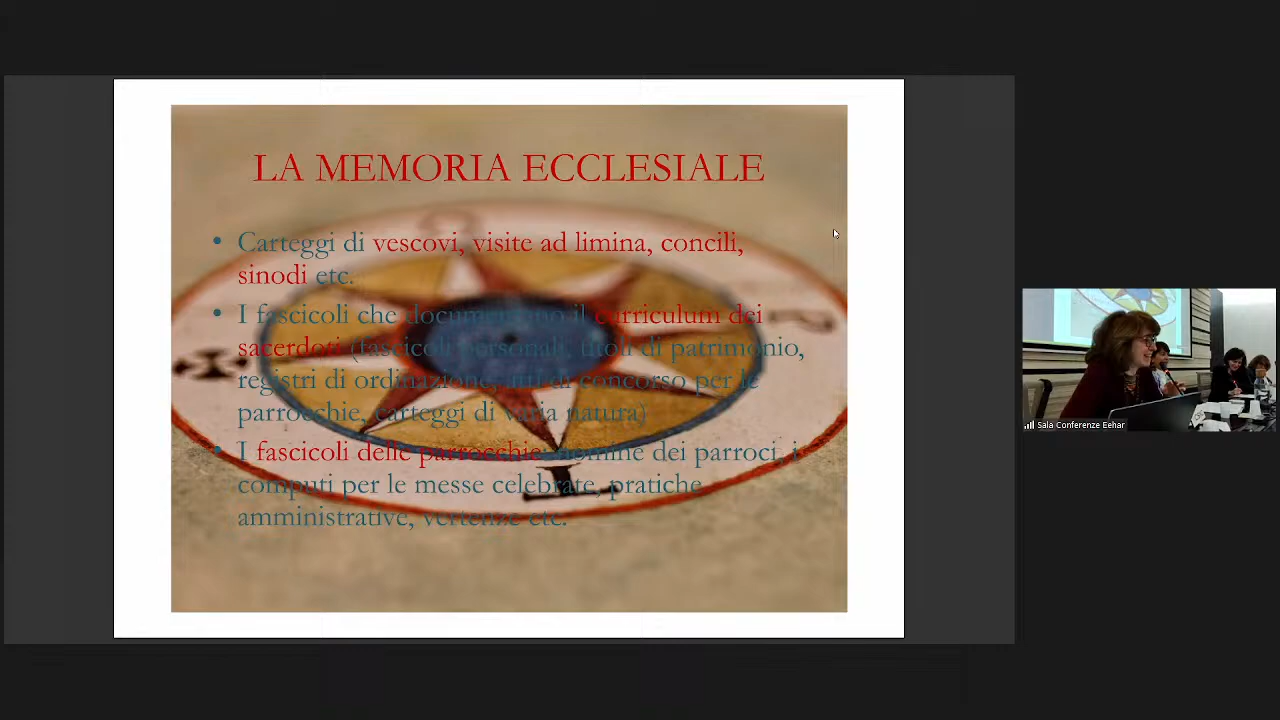 LA MEMORIA ECCLESIALE
• Carteggi di vescovi, visite ad limina, concili,
sinodi etc.
• I fascicoli che documentano il curriculum dei
sacerdoti (fascicoli personali, titoli di patrimonio,
registri di ordinazione, atti di concorso per le
parrocchie, carteggi di varia natura)
• I fascicoli delle parrocchie: nomine dei parroci, i
computi per le messe celebrate, pratiche
amministrative, vertenze etc.
Sala Conferenze Eehar